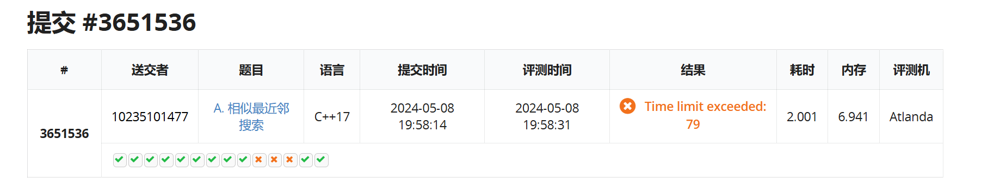 提交 #3651536
# 送交者 题目 语言 提交时间 评测时间 结果 耗时 内存 评测机
3651536 10235101477 A. 相似最近邻 C++17 2024-05-08 2024-05-08 Time limit exceeded: 2.001 6.941 Atlanda
搜索 19:58:14 19:58:31 79